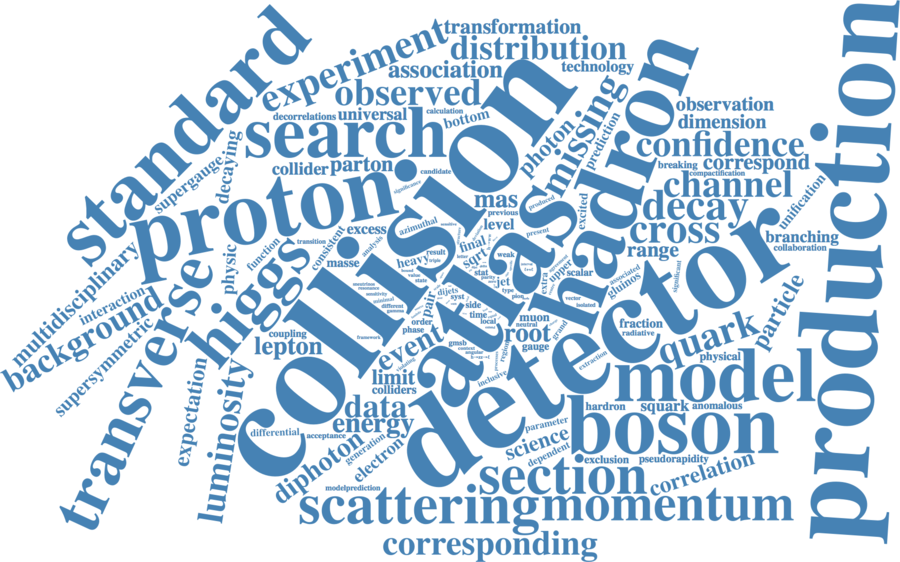 transformation
standard
experiment
distribution
association
technology
production
observed
decorrelations
universal
calculation
bottom
search
observation
dimension
collision
photon
missing
prediction
hadron
confidence
breaking
correspond
compactification
decaying
supergauge
collider
parton
candidate
significance
channel
unification
proton
mas
previous
level
produced
excited
decay
cross
branching
collaboration
range
multidisciplinary
physic
function
transition
consistent
excess
azimuthal
masse
analysis
heavy
result
final
sqrt
present
weak
atlas
upper
extra
scalar
associated
gluinos
significant
interaction
background
higgs
transverse
supersymmetric
coupling
lepton
framework
pair
dijets
syst
stat
jet
type
side
time
local
order
phase
event
muon
neutral
root
gauge
vector
isolated
fraction
radiative
detector
particle
quark
physical
limit
colliders
gmsb
angular
inclusive
extraction
model
expectation
luminosity
data
energy
differential
acceptance
generation
diphoton
electron
modelprediction
parameter
science
dependent
hardron
squark
anomalous
boson
exclusion
pseudorapidity
section
correlation
scattering
momentum
corresponding